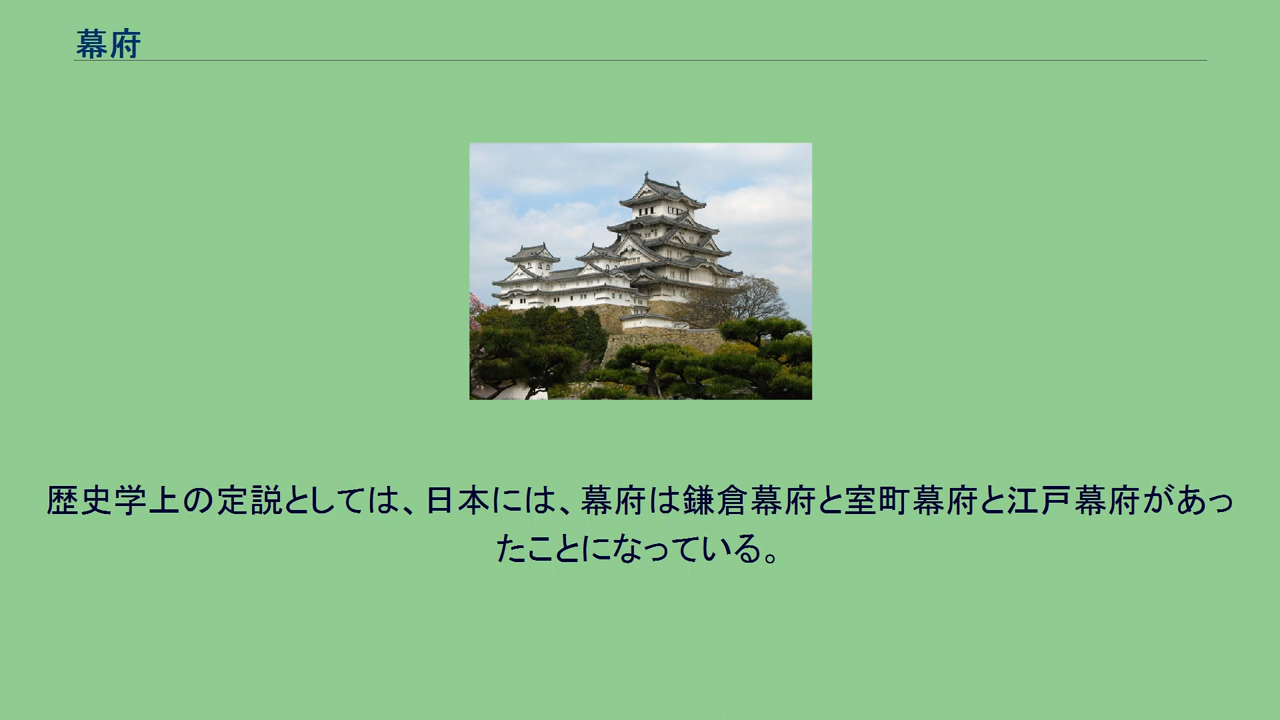 幕府
歴史学上の定説としては、日本には、幕府は鎌倉幕府と室町幕府と江戸幕府があっ
たことになっている。